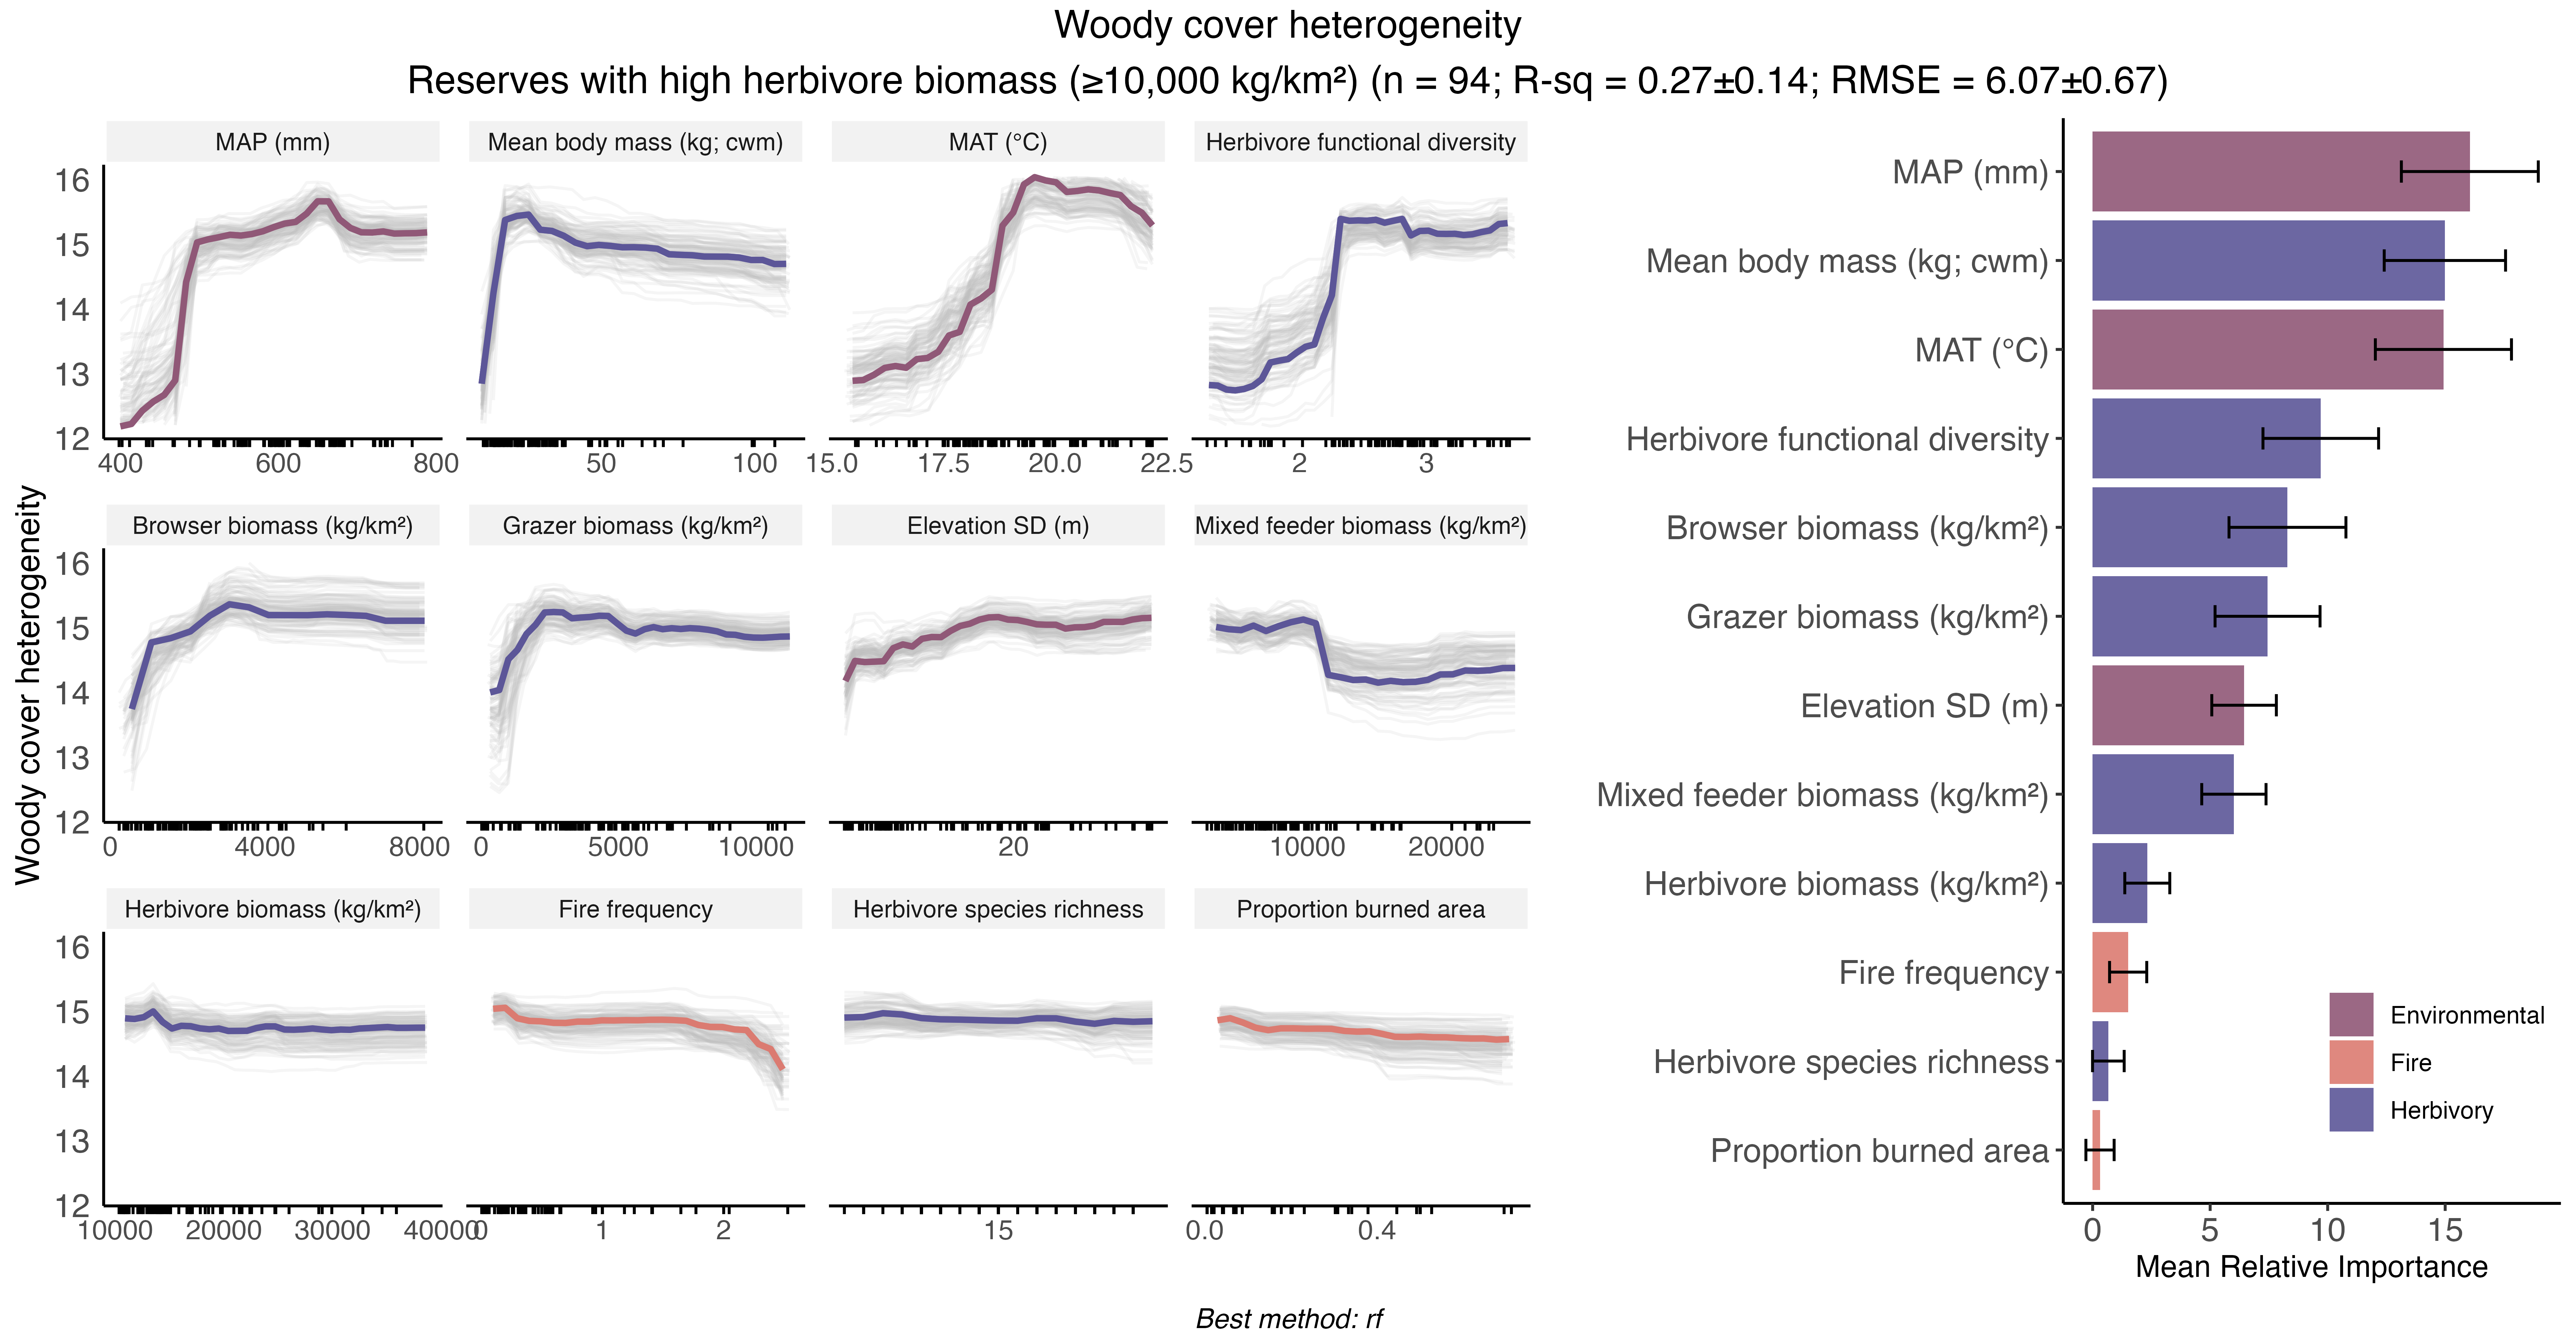 Woody cover heterogeneity
Reserves with high herbivore biomass (≥10,000 kg/km²) (n = 94; R-sq = 0.27±0.14; RMSE = 6.07±0.67)
Woody cover heterogeneity
MAP (mm)
Mean body mass (kg; cwm)
MAT (°C)
Herbivore functional diversity
16
15
14
13
12
400 600 800
50 100
15.0 17.5 20.0 22.5
2 3
Browser biomass (kg/km²)
Grazer biomass (kg/km²)
Elevation SD (m)
Mixed feeder biomass (kg/km²)
16
15
14
13
12
0 4000 8000
0 5000 10000
20
10000 20000
Herbivore biomass (kg/km²)
Fire frequency
Herbivore species richness
Proportion burned area
16
15
14
13
12
10000 20000 30000 40000
0 1 2
15
0.0 0.4
MAP (mm)
Mean body mass (kg; cwm)
MAT (°C)
Herbivore functional diversity
Browser biomass (kg/km²)
Grazer biomass (kg/km²)
Elevation SD (m)
Mixed feeder biomass (kg/km²)
Herbivore biomass (kg/km²)
Fire frequency
Herbivore species richness
Proportion burned area
Environmental
Fire
Herbivory
0 5 10 15
Mean Relative Importance
Best method: rf